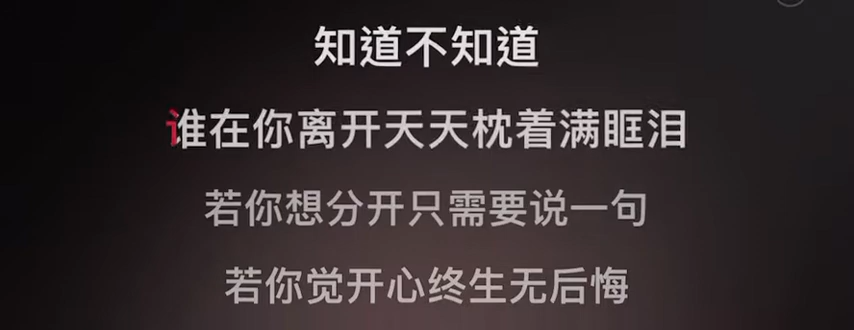 知道不知道
谁在你离开天天枕着满眶泪
若你想分开只需要说一句
若你觉开心终生无后悔